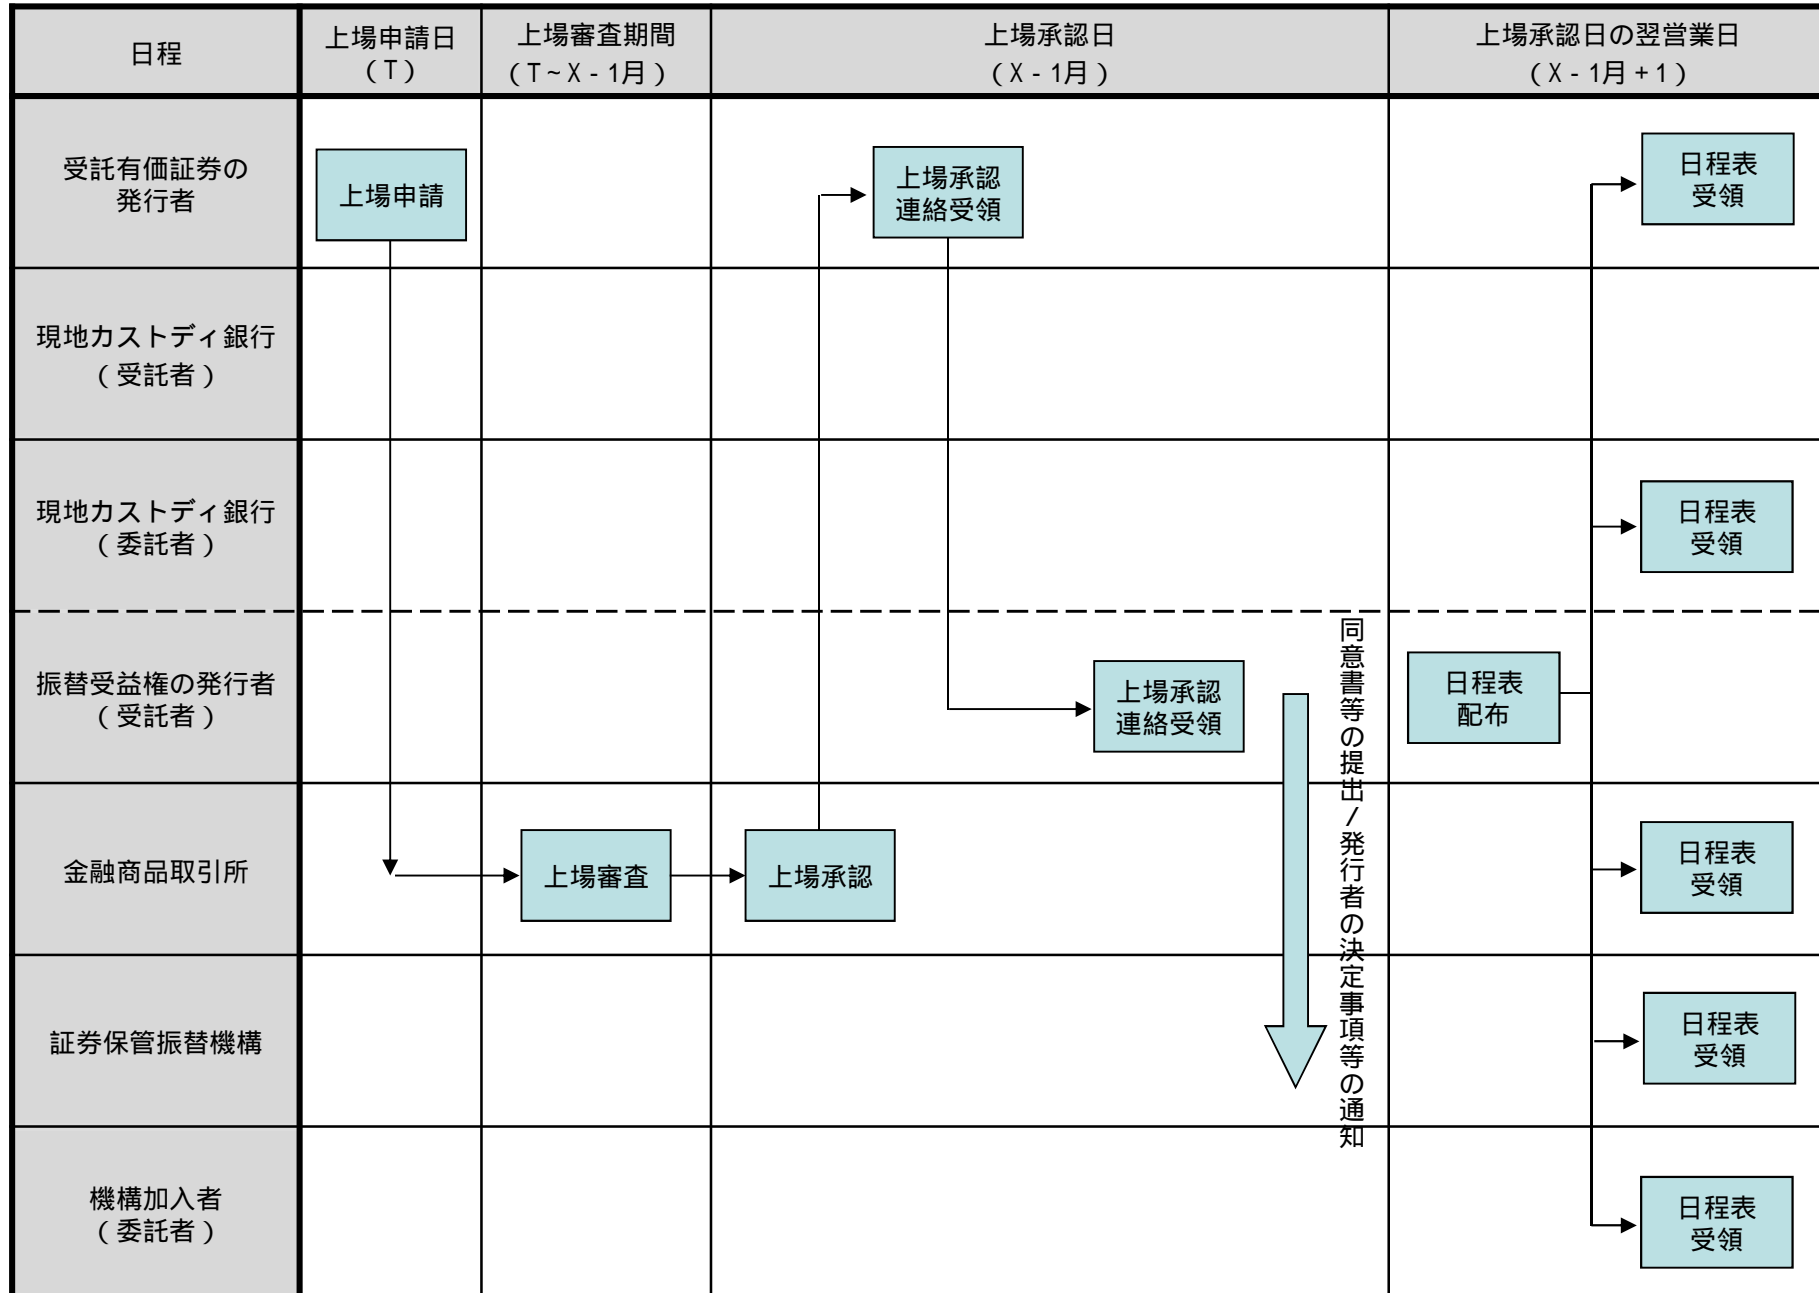 日程
上場申請日
（T）
上場審査期間
（T~X - 1月）
上場承認日
（X - 1月）
上場承認日の翌営業日
（X - 1月 + 1）
受託有価証券の
発行者
上場申請
上場承認
連絡受領
日程表
受領
現地カストディ銀行
（受託者）
現地カストディ銀行
（委託者）
日程表
受領
振替受益権の発行者
（受託者）
上場承認
連絡受領
同意書等の提出/発行者の決定事項等の通知
日程表
配布
金融商品取引所
上場審査
上場承認
日程表
受領
証券保管振替機構
日程表
受領
機構加入者
（委託者）
日程表
受領